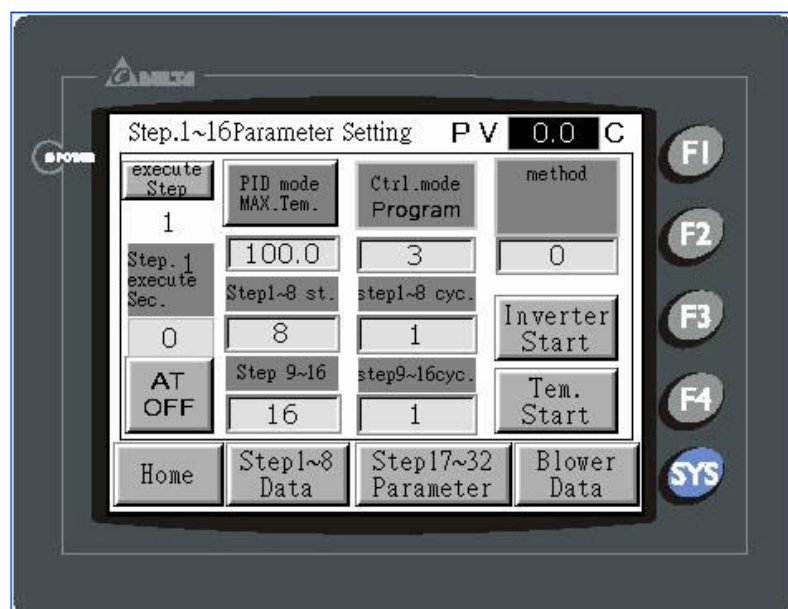 DELTA
POWER
Step.1~16Parameter Setting PV 0.0 C
execute
Step
1
PID mode
MAX.Tem.
100.0
Ctrl.mode
Program
3
method
0
Step.1
execute
Sec.
0
Step1~8 st.
8
step1~8 cyc.
1
Inverter
Start
AT
OFF
Step 9~16
16
step9~16cyc.
1
Tem.
Start
Home
Step1~8
Data
Step17~32
Parameter
Blower
Data
F1
F2
F3
F4
SYS